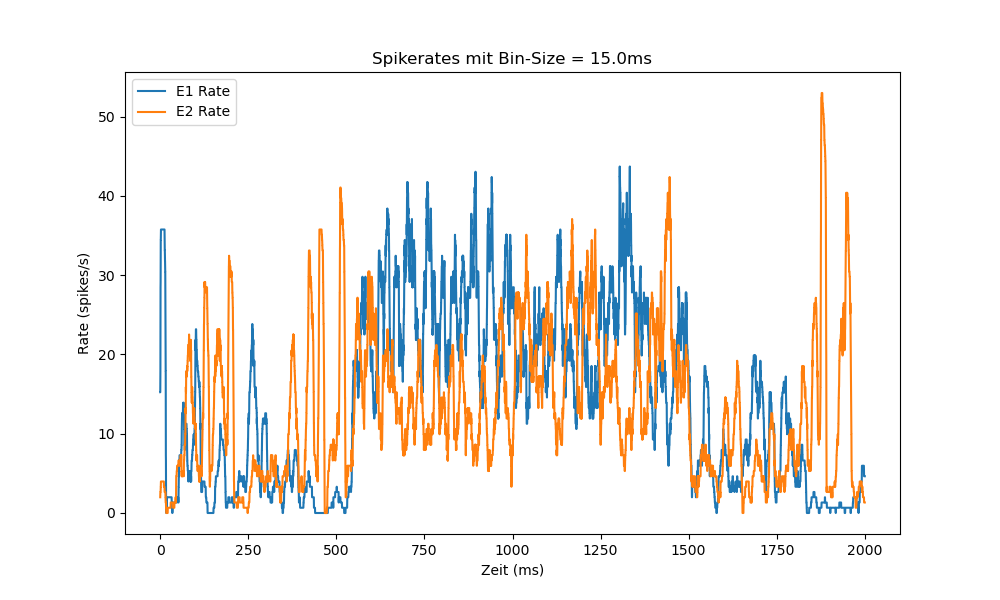 Spikerates mit Bin-Size = 15.0ms
E1 Rate
E2 Rate
Rate (spikes/s)
50
40
30
20
10
0
0 250 500 750 1000 1250 1500 1750 2000
Zeit (ms)